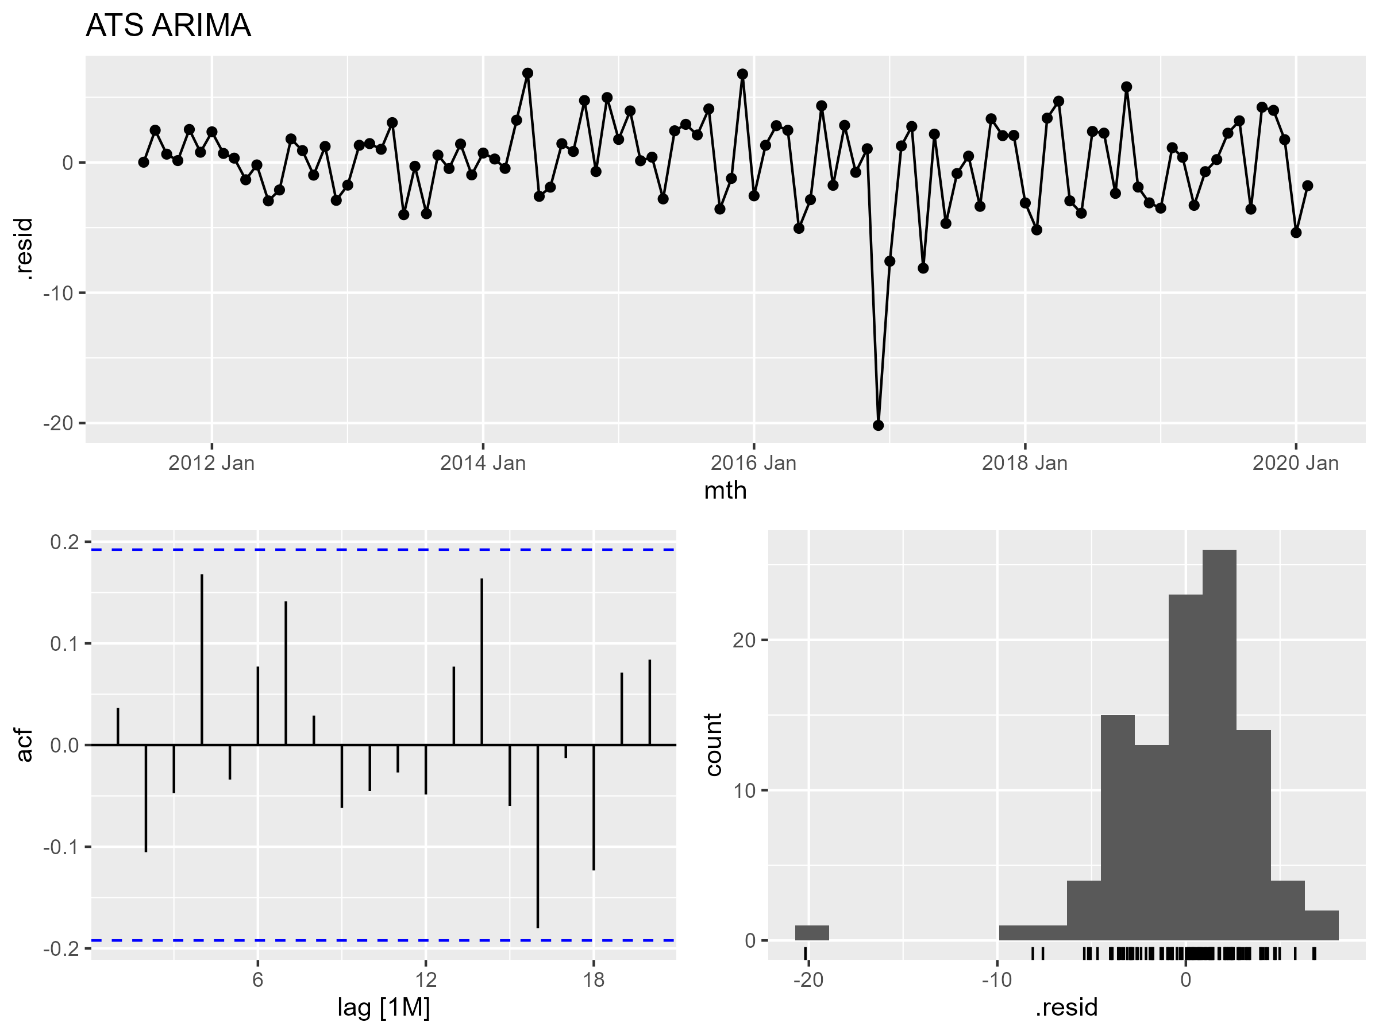 ATS ARIMA
0
-10
-20
.resid
2012 Jan 2014 Jan 2016 Jan 2018 Jan 2020 Jan
mth
0.2
0.1
0.0
-0.1
-0.2
acf
6 12 18
lag [1M]
20
10
0
count
-20 -10 0
.resid